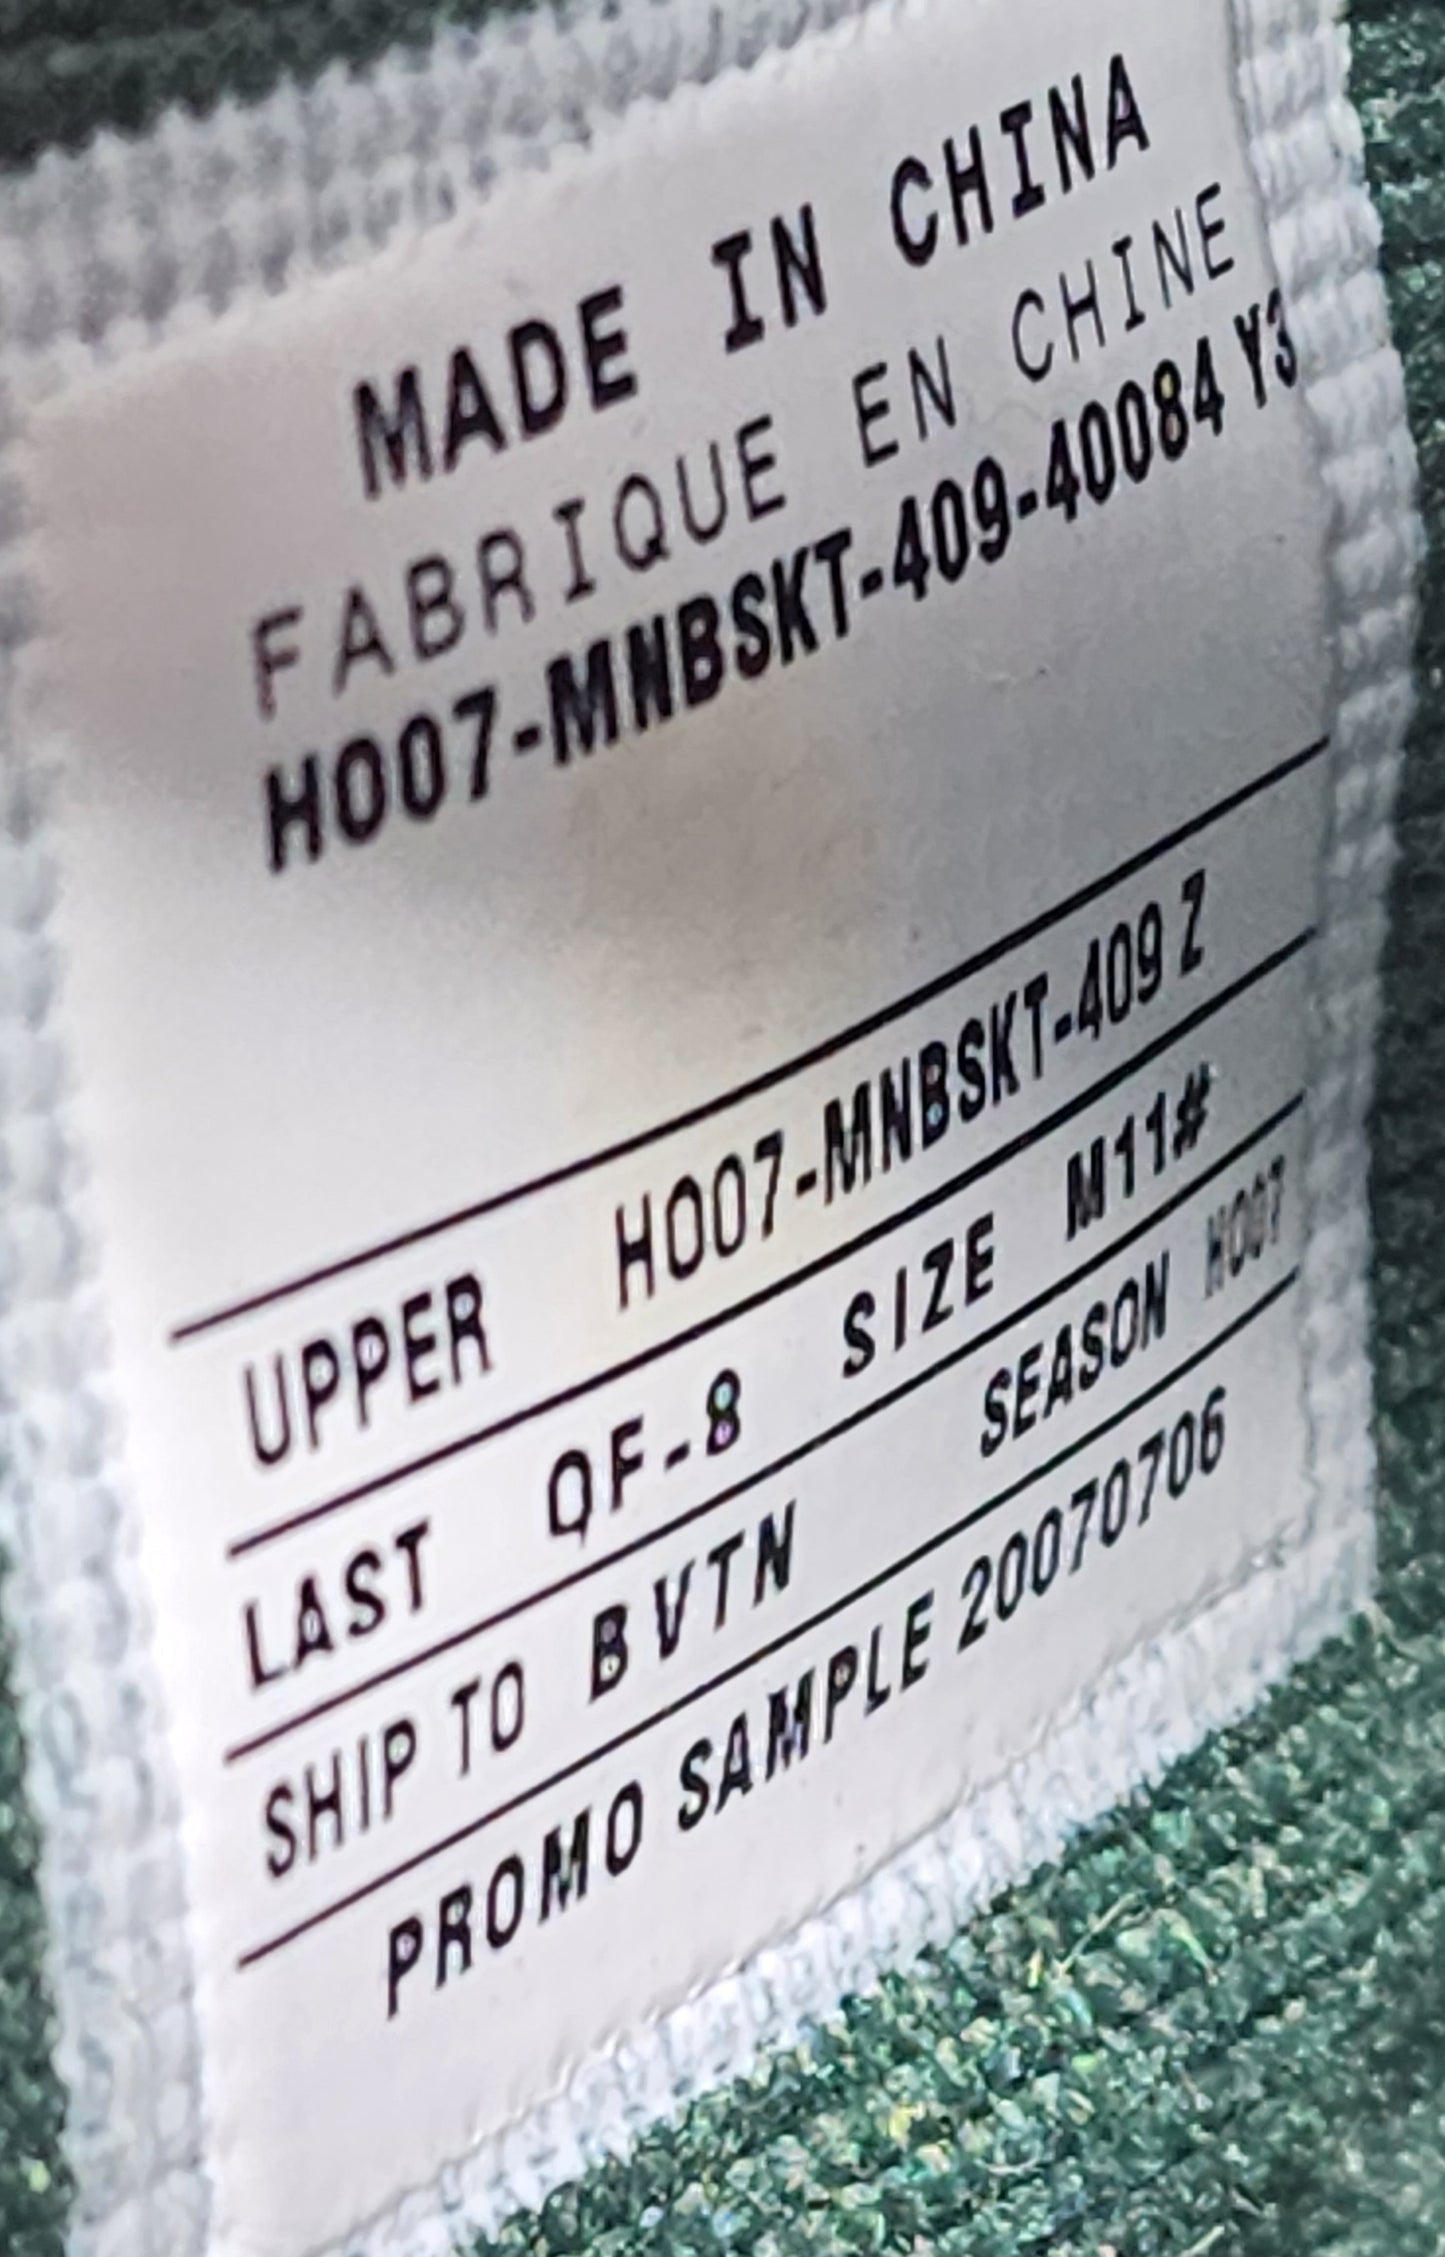 MADE IN CHINA
FABRIQUE EN CHINE
HO07-MNBSKT-409-40084 Y3
UPPER HO07-MNBSKT-409 Z
LAST QF-8 SIZE M11#
SHIP TO BVTN SEASON HO07
PROMO SAMPLE 20070706